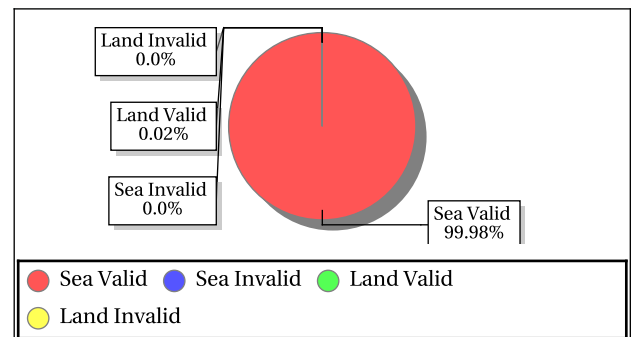 Land Invalid
0.0%
Land Valid
0.02%
Sea Invalid
0.0%
Sea Valid
99.98%
Sea Valid Sea Invalid Land Valid
Land Invalid